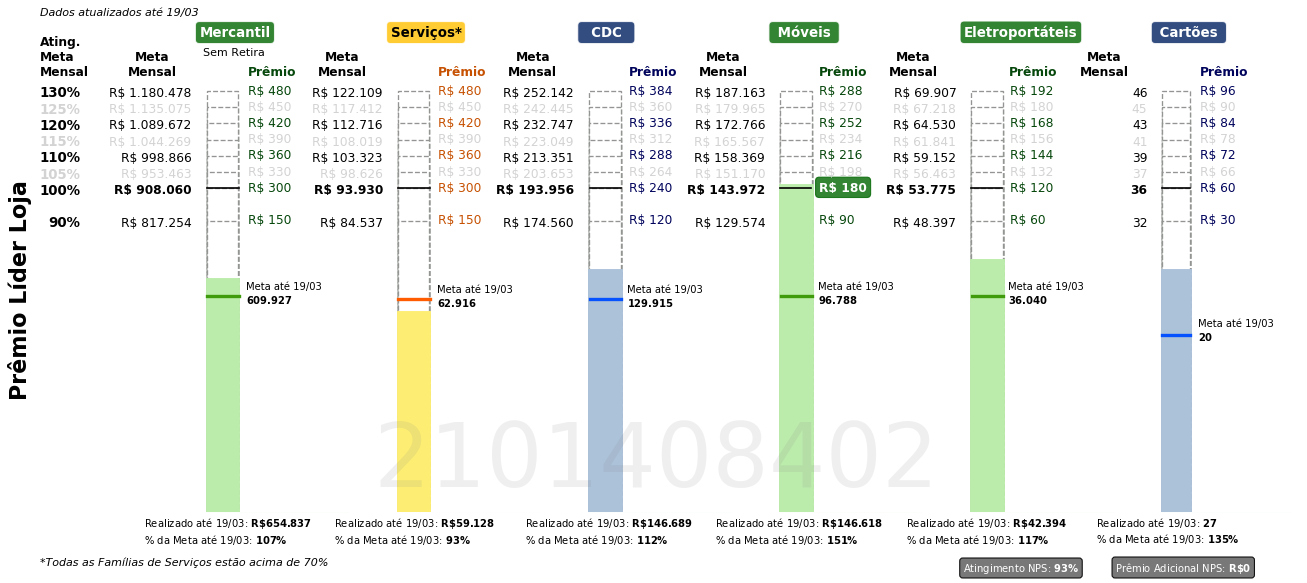 Dados atualizados até 19/03
Mercantil Serviços* CDC Móveis Eletroportáteis Cartões
Sem Retira
Ating.
Meta
Mensal
Meta
Mensal Prêmio Meta
Mensal Prêmio Meta
Mensal Prêmio Meta
Mensal Prêmio Meta
Mensal Prêmio Meta
Mensal Prêmio
130% R$ 1.180.478 R$ 480 R$ 122.109 R$ 480 R$ 252.142 R$ 384 R$ 187.163 R$ 288 R$ 69.907 R$ 192 46 R$ 96
125% R$ 1.135.075 R$ 450 R$ 117.412 R$ 450 R$ 242.445 R$ 360 R$ 179.965 R$ 270 R$ 67.218 R$ 180 45 R$ 90
120% R$ 1.089.672 R$ 420 R$ 112.716 R$ 420 R$ 232.747 R$ 336 R$ 172.766 R$ 252 R$ 64.530 R$ 168 43 R$ 84
115% R$ 1.044.269 R$ 390 R$ 108.019 R$ 390 R$ 223.049 R$ 312 R$ 165.567 R$ 234 R$ 61.841 R$ 156 41 R$ 78
110% R$ 998.866 R$ 360 R$ 103.323 R$ 360 R$ 213.351 R$ 288 R$ 158.369 R$ 216 R$ 59.152 R$ 144 39 R$ 72
105% R$ 953.463 R$ 330 R$ 98.626 R$ 330 R$ 203.653 R$ 264 R$ 151.170 R$ 198 R$ 56.463 R$ 132 37 R$ 66
100% R$ 908.060 R$ 300 R$ 93.930 R$ 300 R$ 193.956 R$ 240 R$ 143.972 R$ 180 R$ 53.775 R$ 120 36 R$ 60
90% R$ 817.254 R$ 150 R$ 84.537 R$ 150 R$ 174.560 R$ 120 R$ 129.574 R$ 90 R$ 48.397 R$ 60 32 R$ 30
Prêmio Líder Loja
Meta até 19/03
609.927
Meta até 19/03
62.916
Meta até 19/03
129.915
Meta até 19/03
96.788
Meta até 19/03
36.040
Meta até 19/03
20
2101408402
Realizado até 19/03: R$654.837
% da Meta até 19/03: 107%
Realizado até 19/03: R$59.128
% da Meta até 19/03: 93%
Realizado até 19/03: R$146.689
% da Meta até 19/03: 112%
Realizado até 19/03: R$146.618
% da Meta até 19/03: 151%
Realizado até 19/03: R$42.394
% da Meta até 19/03: 117%
Realizado até 19/03: 27
% da Meta até 19/03: 135%
*Todas as Famílias de Serviços estão acima de 70%
Atingimento NPS: 93%
Prêmio Adicional NPS: R$0